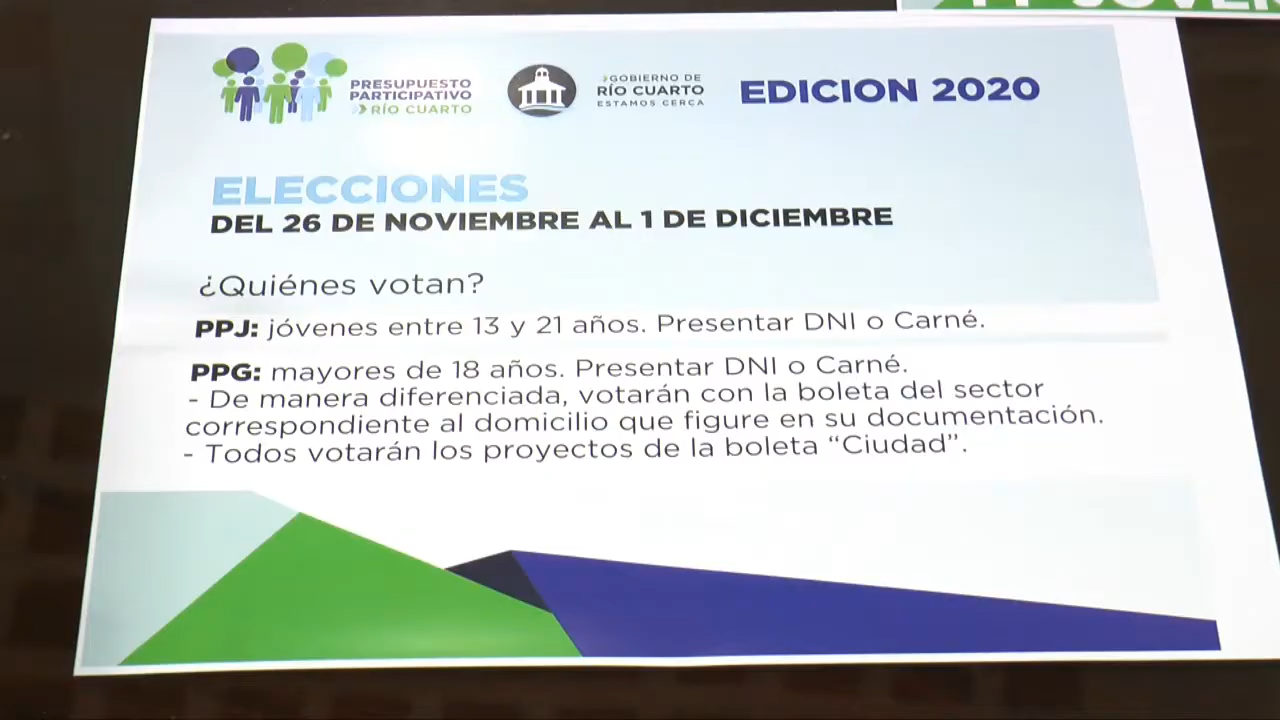 PRESUPUESTO
PARTICIPATIVO
RÍO CUARTO
GOBIERNO DE
RÍO CUARTO
ESTAMOS CERCA
EDICION 2020
ELECCIONES
DEL 26 DE NOVIEMBRE AL 1 DE DICIEMBRE
¿Quiénes votan?
PPJ: jóvenes entre 13 y 21 años. Presentar DNI o Carné.
PPG: mayores de 18 años. Presentar DNI o Carné.
- De manera diferenciada, votarán con la boleta del sector
correspondiente al domicilio que figure en su documentación.
- Todos votarán los proyectos de la boleta “Ciudad”.